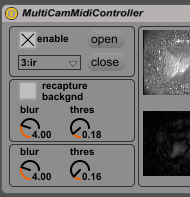 MultiCamMidiController
enable open
3:ir close
recapture
backgnd
blur thres
4.00 0.18
blur thres
4.00 0.16